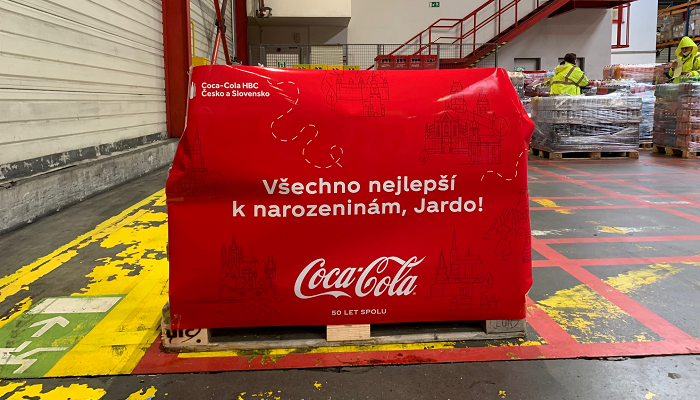 Coca-Cola HBC
Česko a Slovensko
Všechno nejlepší
k narozeninám, Jardo!
Coca-Cola
50 LET SPOLU